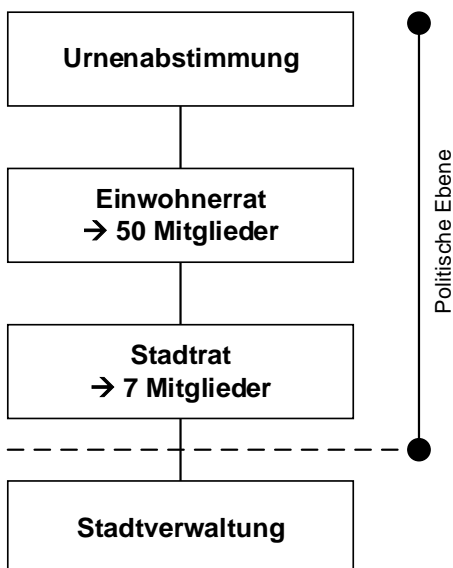 Urnenabstimmung
Einwohnerrat
→ 50 Mitglieder
Stadtrat
→ 7 Mitglieder
Stadtverwaltung
Politische Ebene